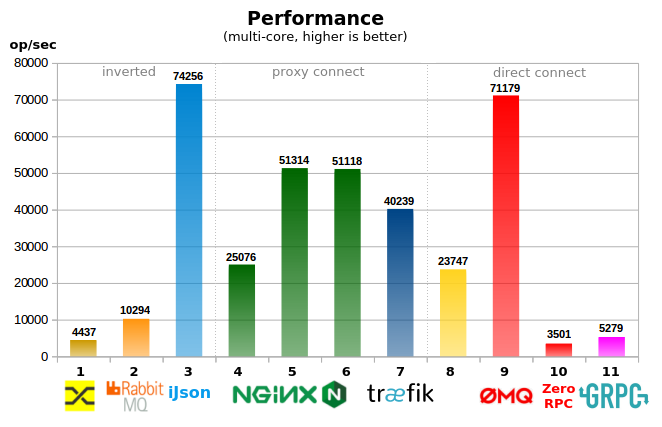 Performance
(multi-core, higher is better)
op/sec
inverted
proxy connect
direct connect
80000
70000
60000
50000
40000
30000
20000
10000
0
4437
10294
74256
25076
51314
51118
40239
23747
71179
3501
5279
1 2 3 4 5 6 7 8 9 10 11
RabbitMQ
iJson
NGINX
N
træfik
ØMQ
Zero
RPC
GRPC